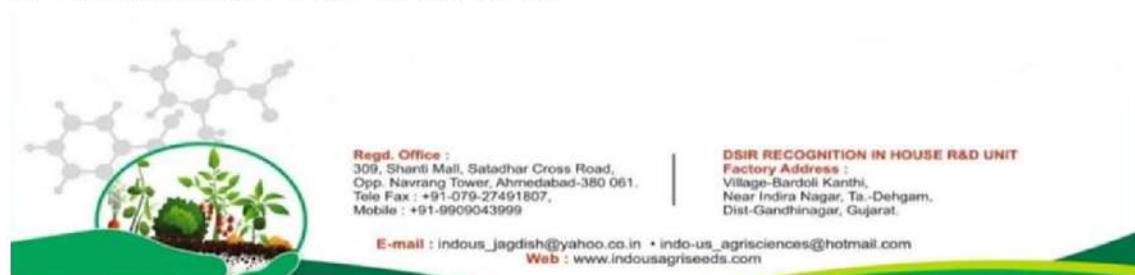 Regd. Office :
309, Shanti Mall, Satadhar Cross Road,
Opp. Navrang Tower, Ahmedabad-380 061.
Tele Fax : +91-079-27491807,
Mobile : +91-9909043999
DSIR RECOGNITION IN HOUSE R&D UNIT
Factory Address :
Village-Bardoli Kanthi,
Near Indira Nagar, Ta.-Dehgam,
Dist-Gandhinagar, Gujarat.
E-mail : indous_jagdish@yahoo.co.in • indo-us_agrisciences@hotmail.com
Web : www.indousagriseeds.com